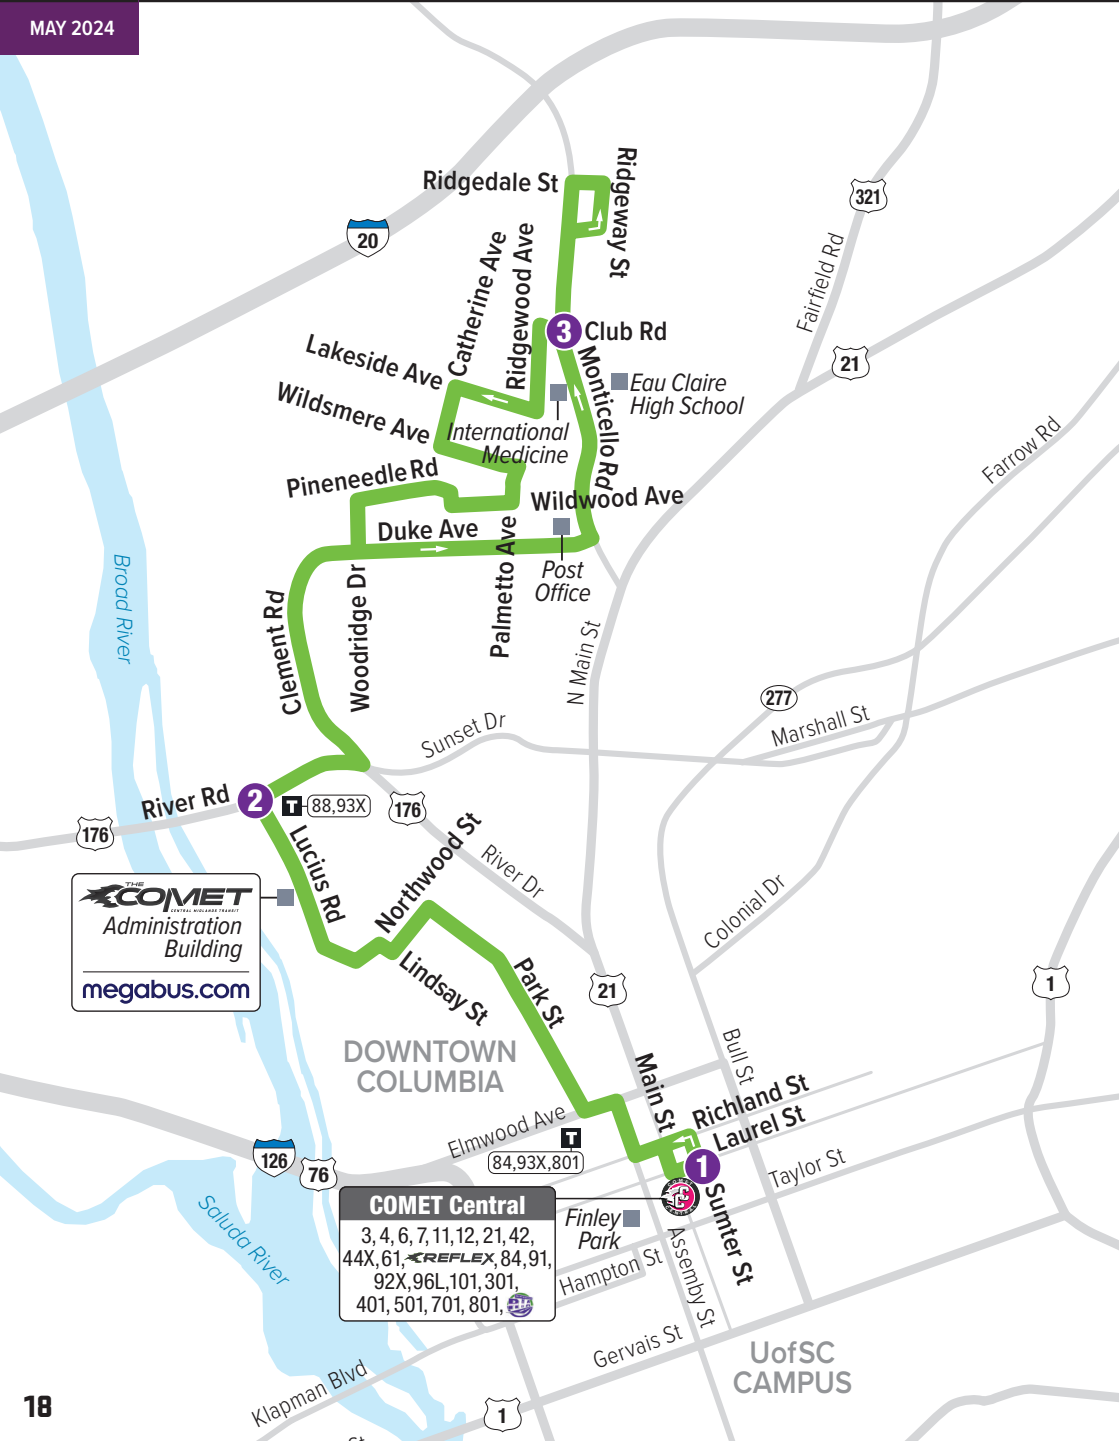 MAY 2024
Ridgedale St
Ridgeway St
321
20
Catherine Ave
Ridgewood Ave
Fairfield Rd
3
Club Rd
Lakeside Ave
21
Monticello Rd
Eau Claire
High School
Wildsmere Ave
International
Medicine
Farrow Rd
Pineneedle Rd
Wildwood Ave
Duke Ave
Palmetto Ave
Post
Office
Broad River
Clement Rd
Woodridge Dr
N Main St
277
Sunset Dr
Marshall St
River Rd
2
T
88,93X
176
176
Lucius Rd
Northwood St
River Dr
THE
COMET
CENTRAL MIDLANDS TRANSIT
Administration
Building
megabus.com
Colonial Dr
Lindsay St
Park St
21
1
DOWNTOWN
COLUMBIA
Main St
Bull St
Richland St
Laurel St
Elmwood Ave
T
84,93X,801
126
76
1
Taylor St
Saluda River
COMET Central
3, 4, 6, 7, 11, 12, 21, 42,
44X, 61, REFLEX, 84, 91,
92X, 96L, 101, 301,
401, 501, 701, 801,
COMET
CENTRAL
Finley
Park
Sumter St
Assemby St
Hampton St
Gervais St
UofSC
CAMPUS
Klapman Blvd
1
St
18